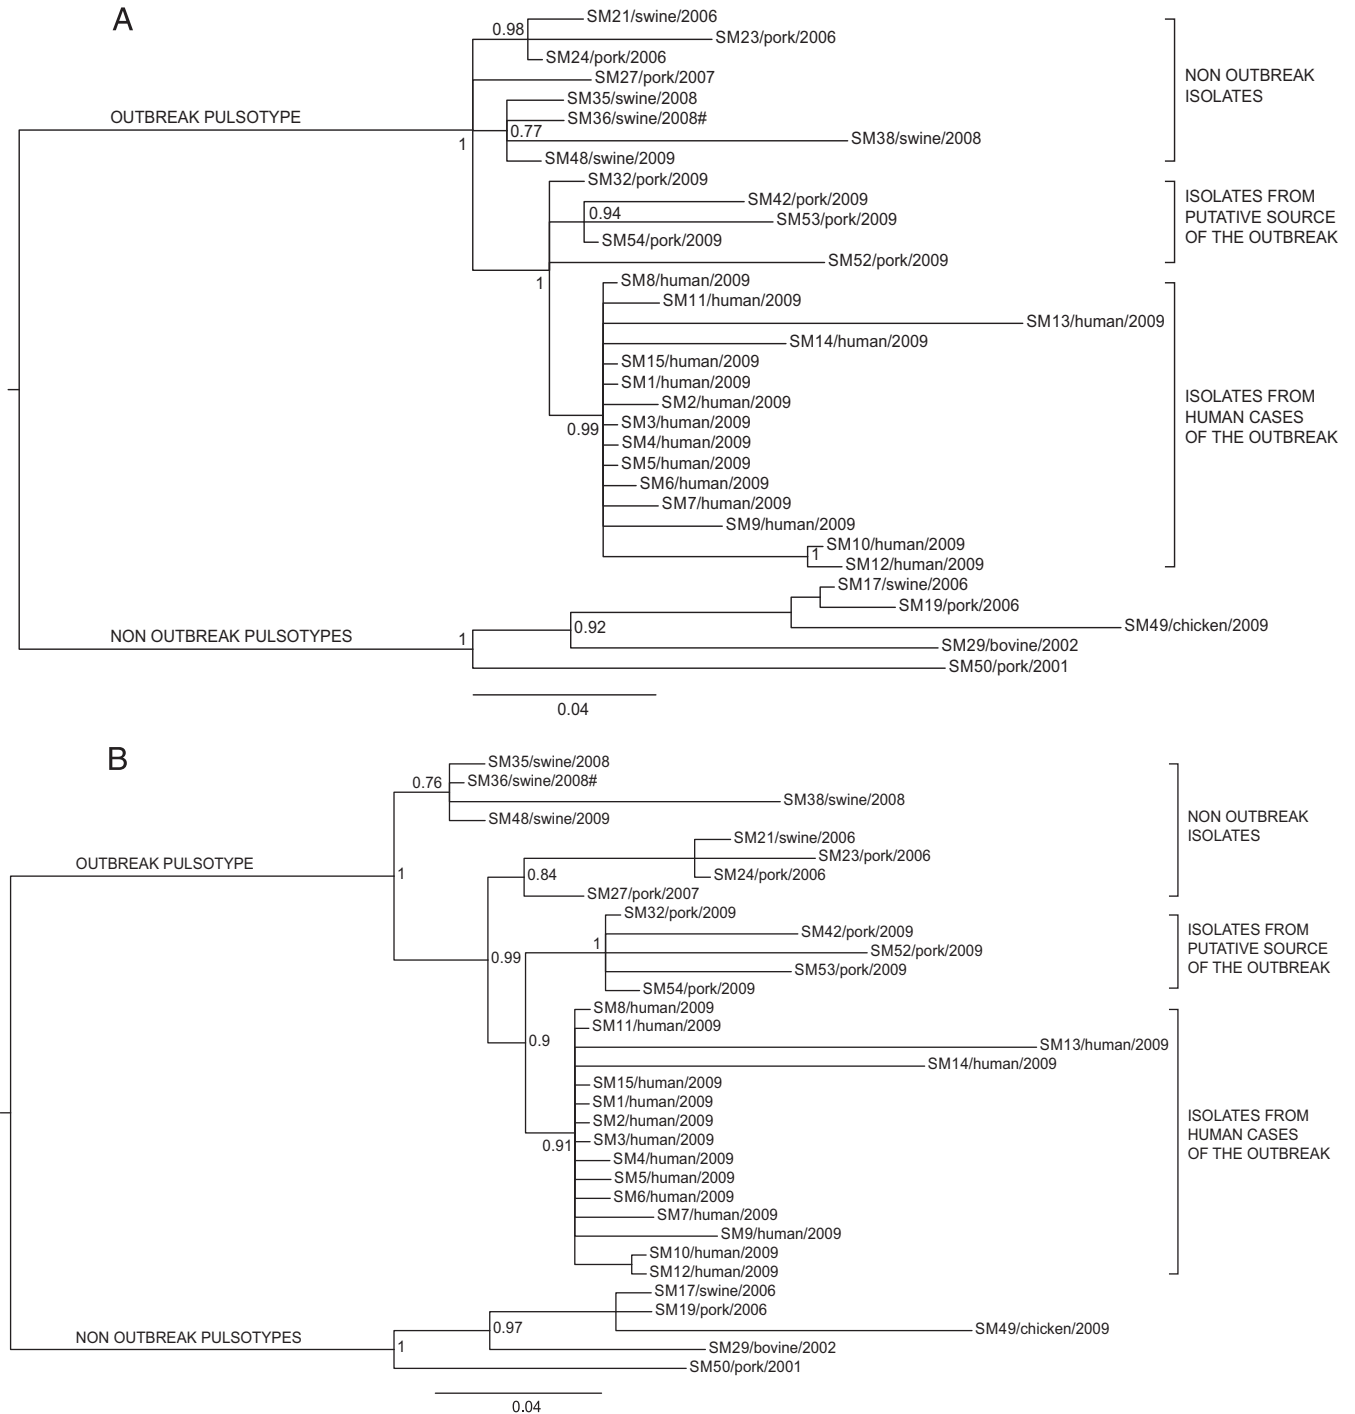 A
0.98
SM21/swine/2006
SM23/pork/2006
SM24/pork/2006
SM27/pork/2007
NON OUTBREAK
ISOLATES
SM35/swine/2008
OUTBREAK PULSOTYPE
SM36/swine/2008#
0.77
SM38/swine/2008
1
SM48/swine/2009
SM32/pork/2009
SM42/pork/2009
0.94
SM53/pork/2009
SM54/pork/2009
ISOLATES FROM
PUTATIVE SOURCE
OF THE OUTBREAK
SM52/pork/2009
1
SM8/human/2009
SM11/human/2009
SM13/human/2009
SM14/human/2009
SM15/human/2009
SM1/human/2009
SM2/human/2009
SM3/human/2009
0.99
SM4/human/2009
SM5/human/2009
SM6/human/2009
SM7/human/2009
SM9/human/2009
SM10/human/2009
1
SM12/human/2009
ISOLATES FROM
HUMAN CASES
OF THE OUTBREAK
SM17/swine/2006
SM19/pork/2006
SM49/chicken/2009
0.92
NON OUTBREAK PULSOTYPES
1
SM29/bovine/2002
SM50/pork/2001
0.04
B
SM35/swine/2008
0.76
SM36/swine/2008#
SM38/swine/2008
SM48/swine/2009
NON OUTBREAK
ISOLATES
SM21/swine/2006
SM23/pork/2006
OUTBREAK PULSOTYPE
1
0.84
SM24/pork/2006
SM27/pork/2007
SM32/pork/2009
SM42/pork/2009
1
SM52/pork/2009
0.99
SM53/pork/2009
SM54/pork/2009
ISOLATES FROM
PUTATIVE SOURCE
OF THE OUTBREAK
SM8/human/2009
SM11/human/2009
0.9
SM13/human/2009
SM14/human/2009
SM15/human/2009
SM1/human/2009
SM2/human/2009
SM3/human/2009
0.91
SM4/human/2009
SM5/human/2009
SM6/human/2009
SM7/human/2009
SM9/human/2009
SM10/human/2009
SM12/human/2009
ISOLATES FROM
HUMAN CASES
OF THE OUTBREAK
SM17/swine/2006
SM19/pork/2006
0.97
SM49/chicken/2009
NON OUTBREAK PULSOTYPES
1
SM29/bovine/2002
SM50/pork/2001
0.04